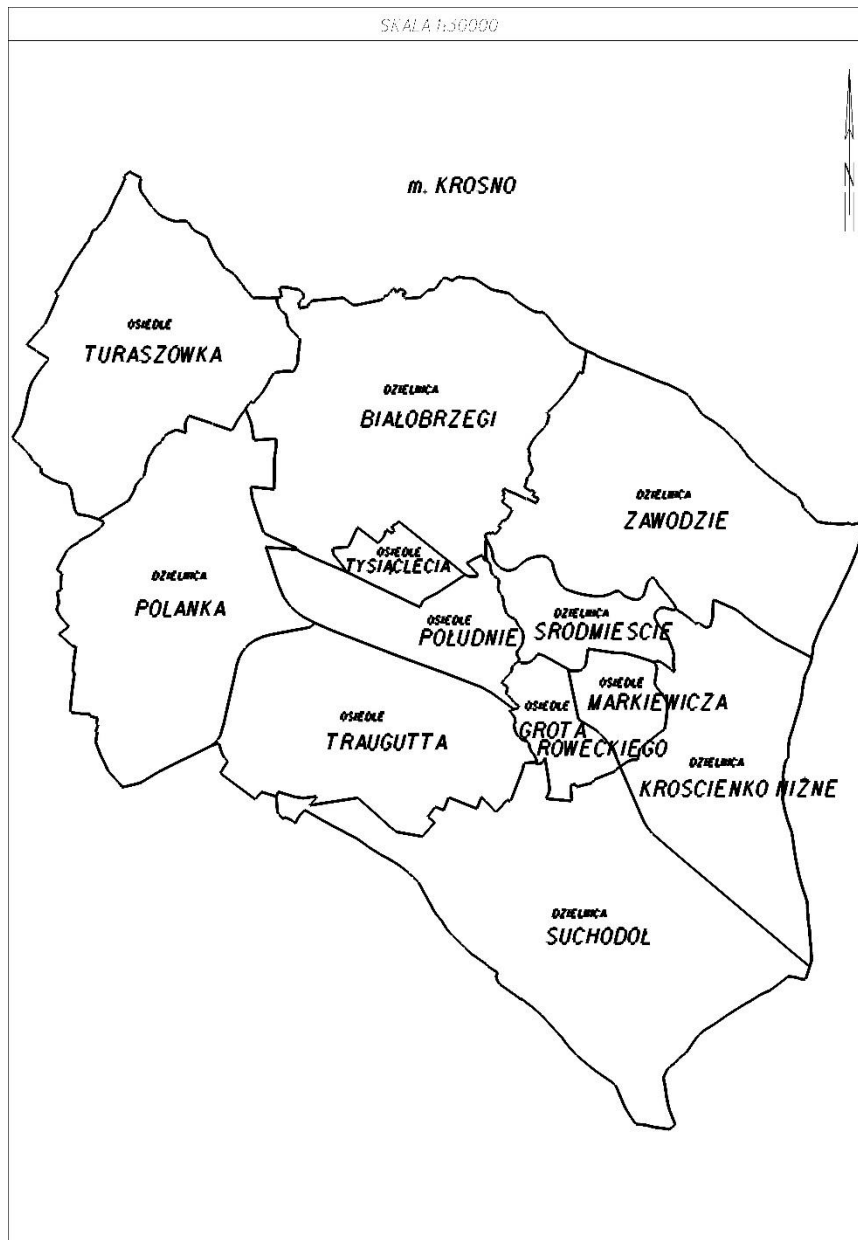 SKALA 1:30000
m. KROSNO
N
OSIEDLE
TURASZOWKA
DZIELNICA
BIAŁOBRZEGI
DZIELNICA
ZAWODZIE
OSIEDLE
TYSIĄCLECIA
DZIELNICA
POLANKA
OSIEDLE
POŁUDNIE
DZIELNICA
SRODMIESCIE
OSIEDLE
MARKIEWICZA
OSIEDLE
GROTA
ROWECKIEGO
OSIEDLE
TRAUGUTTA
DZIELNICA
KROSCIENKO NIŻNE
DZIELNICA
SUCHODOŁ